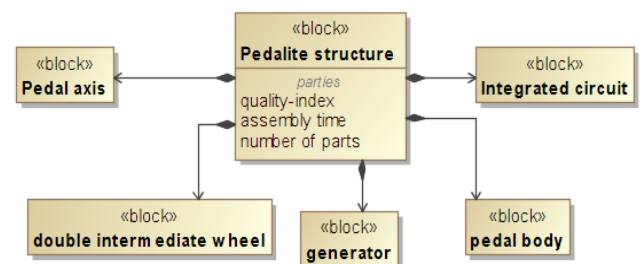 «block»
Pedalite structure
parties
quality-index
assembly time
number of parts
«block»
Pedal axis
«block»
Integrated circuit
«block»
double intermediate wheel
«block»
generator
«block»
pedal body